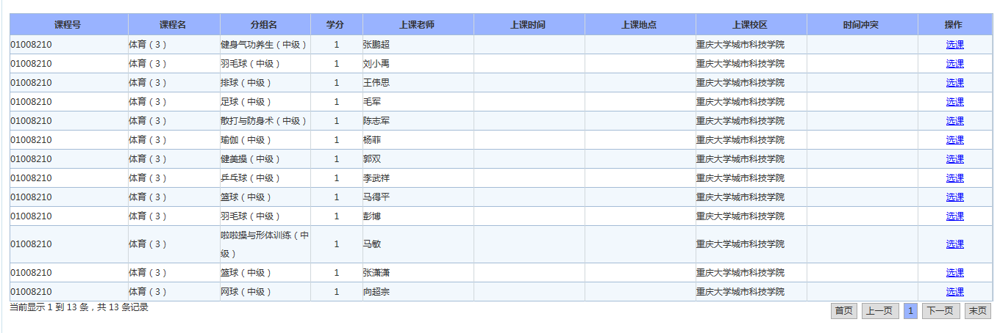 课程号 课程名 分组名 学分 上课老师 上课时间 上课地点 上课校区 时间冲突 操作
01008210 体育（3） 健身气功养生（中级） 1 张鹏超 重庆大学城市科技学院 选课
01008210 体育（3） 羽毛球（中级） 1 刘小禹 重庆大学城市科技学院 选课
01008210 体育（3） 排球（中级） 1 王伟思 重庆大学城市科技学院 选课
01008210 体育（3） 足球（中级） 1 毛军 重庆大学城市科技学院 选课
01008210 体育（3） 散打与防身术（中级） 1 陈志军 重庆大学城市科技学院 选课
01008210 体育（3） 瑜伽（中级） 1 杨菲 重庆大学城市科技学院 选课
01008210 体育（3） 健美操（中级） 1 郭双 重庆大学城市科技学院 选课
01008210 体育（3） 乒乓球（中级） 1 李武祥 重庆大学城市科技学院 选课
01008210 体育（3） 篮球（中级） 1 马得平 重庆大学城市科技学院 选课
01008210 体育（3） 羽毛球（中级） 1 彭博 重庆大学城市科技学院 选课
01008210 体育（3） 啦啦操与形体训练（中
级） 1 马敏 重庆大学城市科技学院 选课
01008210 体育（3） 篮球（中级） 1 张潇潇 重庆大学城市科技学院 选课
01008210 体育（3） 网球（中级） 1 向超宗 重庆大学城市科技学院 选课
当前显示 1 到 13 条，共 13 条记录 首页 上一页 1 下一页 末页